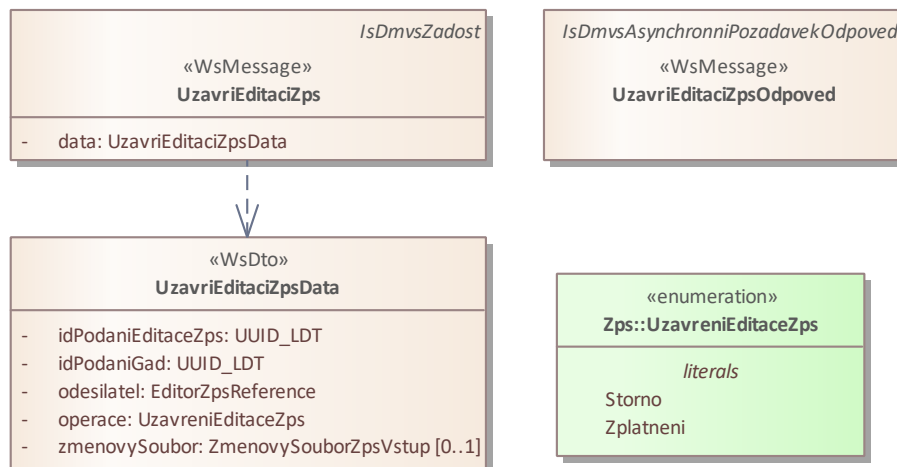 IsDmvsZadost
«WsMessage»
UzavriEditaciZps
- data: UzavriEditaciZpsData
IsDmvsAsynchronniPozadavekOdpoved
«WsMessage»
UzavriEditaciZpsOdpoved
«WsDto»
UzavriEditaciZpsData
- idPodaniEditaceZps: UUID_LDT
- idPodaniGad: UUID_LDT
- odesilatel: EditorZpsReference
- operace: UzavreniEditaceZps
- zmenovySoubor: ZmenovySouborZpsVstup [0..1]
«enumeration»
Zps::UzavreniEditaceZps
literals
Storno
Zplatneni